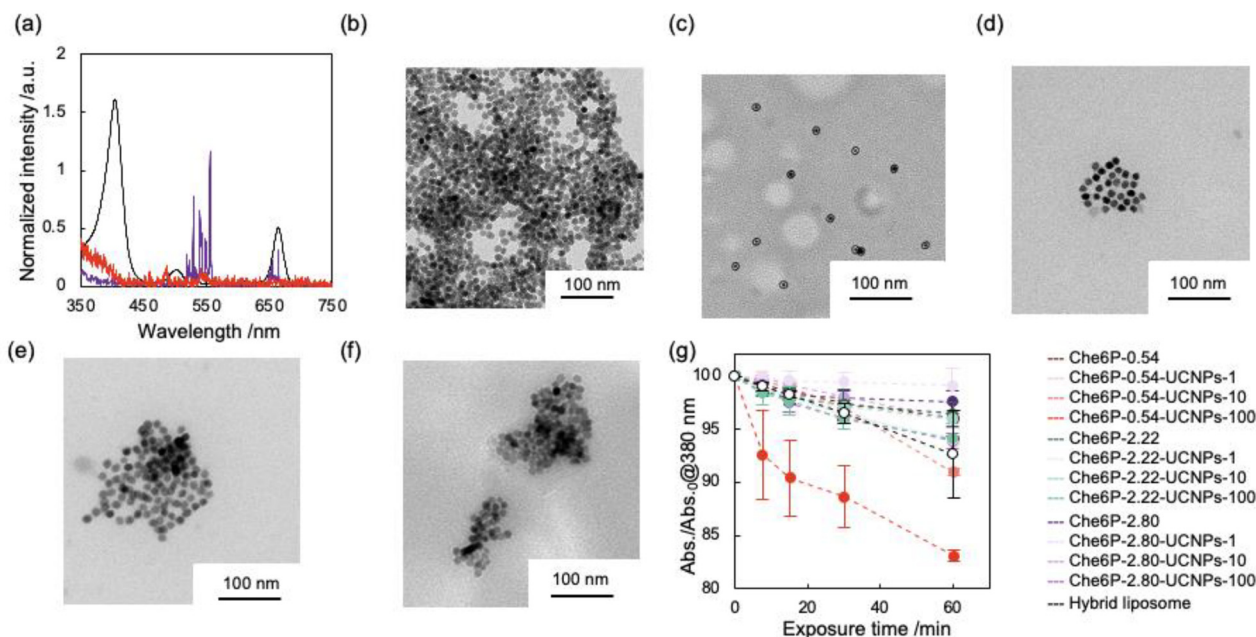 (a)
2
1.5
1
0.5
0
350
450
550
650
750
Normalized intensity /a.u.
Wavelength /nm
(b)
100 nm
(c)
100 nm
(d)
100 nm
(e)
100 nm
(f)
100 nm
(g)
100
95
90
85
80
0
20
40
60
Abs./Abs.₀@380 nm
Exposure time /min
Che6P-0.54
Che6P-0.54-UCNPs-1
Che6P-0.54-UCNPs-10
Che6P-0.54-UCNPs-100
Che6P-2.22
Che6P-2.22-UCNPs-1
Che6P-2.22-UCNPs-10
Che6P-2.22-UCNPs-100
Che6P-2.80
Che6P-2.80-UCNPs-1
Che6P-2.80-UCNPs-10
Che6P-2.80-UCNPs-100
Hybrid liposome